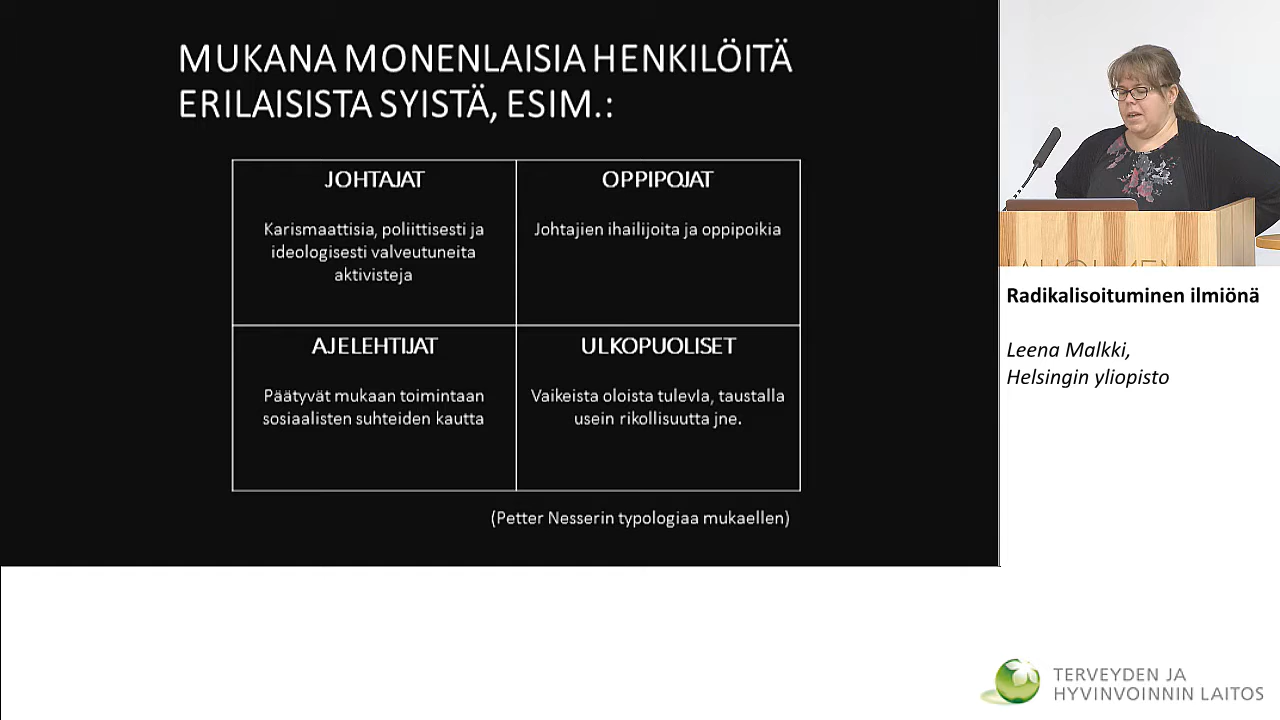 MUKANA MONENLAISIA HENKILÖITÄ
ERILAISISTA SYISTÄ, ESIM.:
JOHTAJAT
Karismaattisia, poliittisesti ja
ideologisesti valveutuneita
aktivisteja
OPPIPOJAT
Johtajien ihailijoita ja oppipoikia
AJELEHTIJAT
Päätyvät mukaan toimintaan
sosiaalisten suhteiden kautta
ULKOPUOLISET
Vaikeista oloista tulevIa, taustalla
usein rikollisuutta jne.
(Petter Nesserin typologiaa mukaellen)
Radikalisoituminen ilmiönä
Leena Malkki,
Helsingin yliopisto
TERVEYDEN JA
HYVINVOINNIN LAITOS